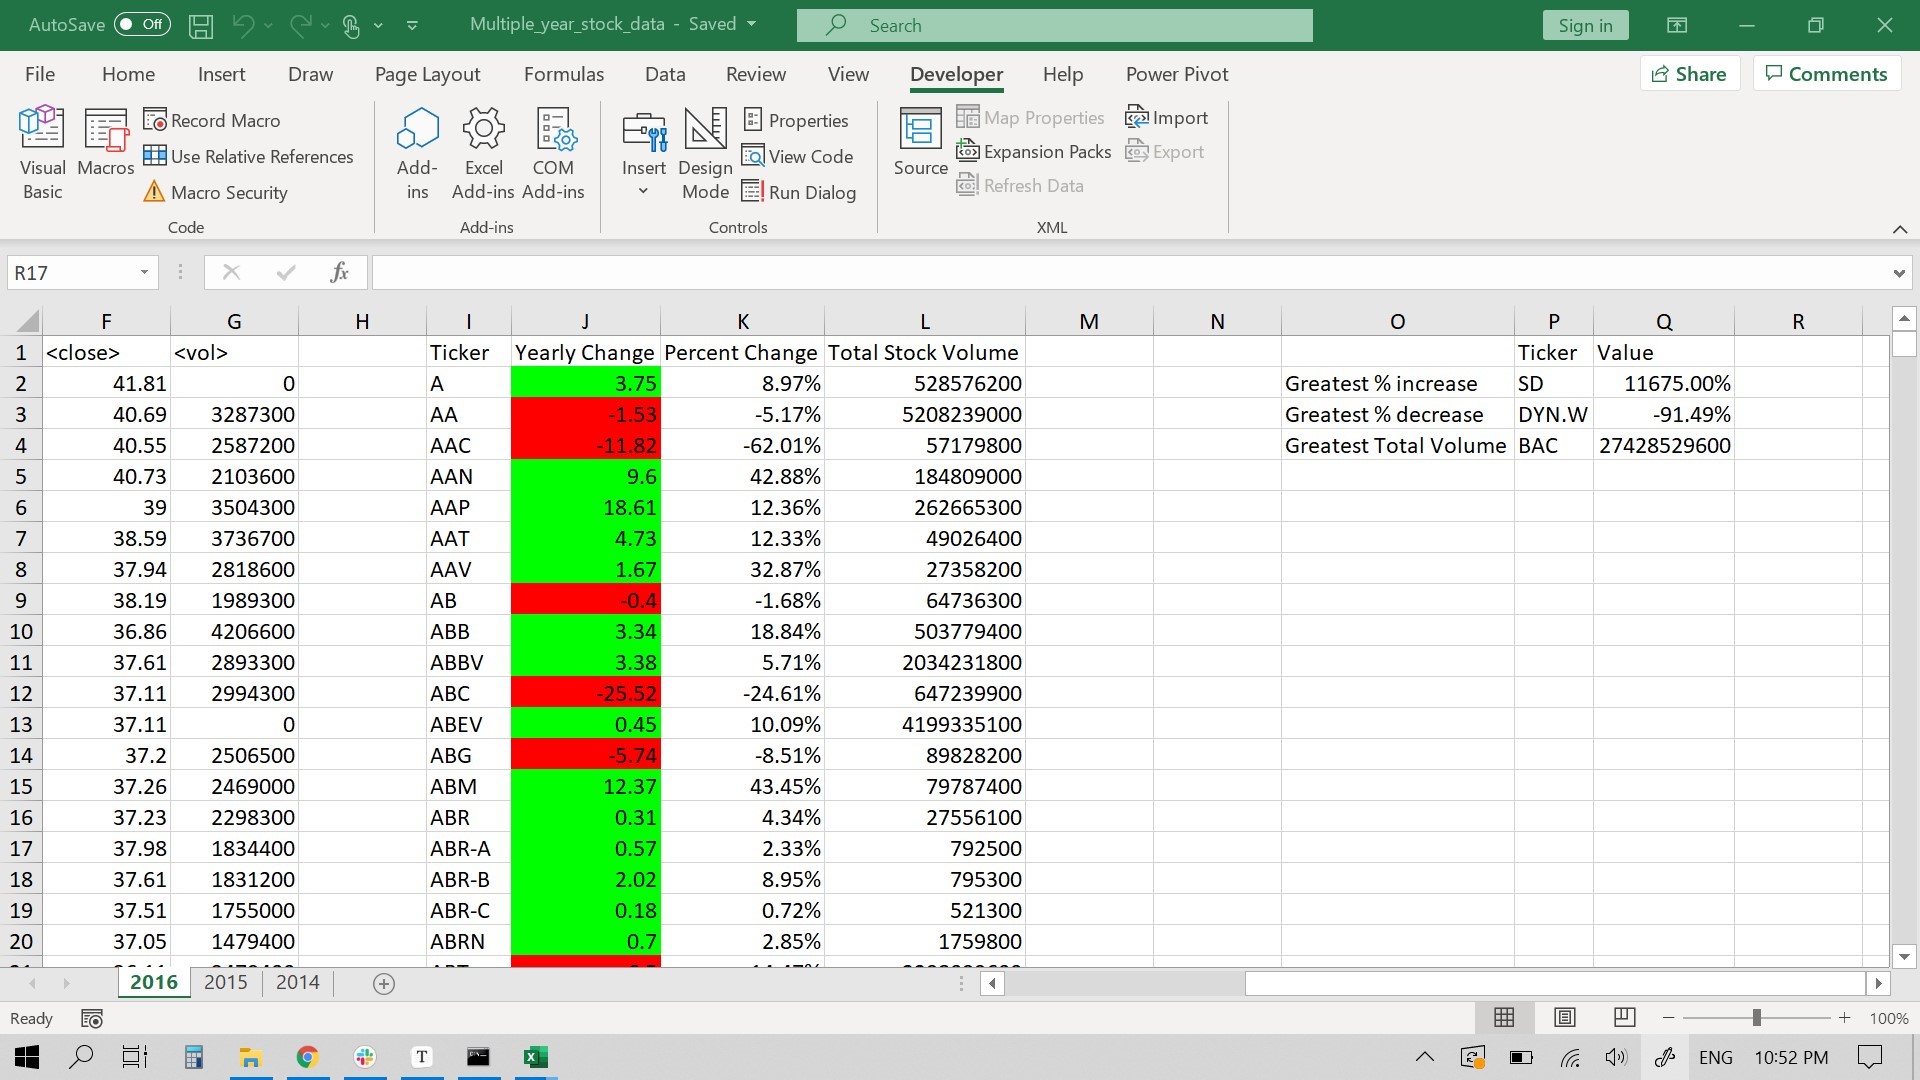 AutoSave Off Multiple_year_stock_data - Saved Search Sign in
File Home Insert Draw Page Layout Formulas Data Review View Developer Help Power Pivot Share Comments
Visual Basic
Macros
Record Macro
Use Relative References
Macro Security
Code
Add-ins
Excel Add-ins
COM Add-ins
Add-ins
Insert
Design Mode
Properties
View Code
Run Dialog
Controls
Source
Map Properties
Expansion Packs
Refresh Data
Import
Export
XML
R17 fx
F G H I J K L M N O P Q R
1 <close> <vol> Ticker Yearly Change Percent Change Total Stock Volume Ticker Value
2 41.81 0 A 3.75 8.97% 528576200 Greatest % increase SD 11675.00%
3 40.69 3287300 AA -1.53 -5.17% 5208239000 Greatest % decrease DYN.W -91.49%
4 40.55 2587200 AAC -11.82 -62.01% 57179800 Greatest Total Volume BAC 27428529600
5 40.73 2103600 AAN 9.6 42.88% 184809000
6 39 3504300 AAP 18.61 12.36% 262665300
7 38.59 3736700 AAT 4.73 12.33% 49026400
8 37.94 2818600 AAV 1.67 32.87% 27358200
9 38.19 1989300 AB -0.4 -1.68% 64736300
10 36.86 4206600 ABB 3.34 18.84% 503779400
11 37.61 2893300 ABBV 3.38 5.71% 2034231800
12 37.11 2994300 ABC -25.52 -24.61% 647239900
13 37.11 0 ABEV 0.45 10.09% 4199335100
14 37.2 2506500 ABG -5.74 -8.51% 89828200
15 37.26 2469000 ABM 12.37 43.45% 79787400
16 37.23 2298300 ABR 0.31 4.34% 27556100
17 37.98 1834400 ABR-A 0.57 2.33% 792500
18 37.61 1831200 ABR-B 2.02 8.95% 795300
19 37.51 1755000 ABR-C 0.18 0.72% 521300
20 37.05 1479400 ABRN 0.7 2.85% 1759800
2016 2015 2014
Ready 100%
T ENG 10:52 PM